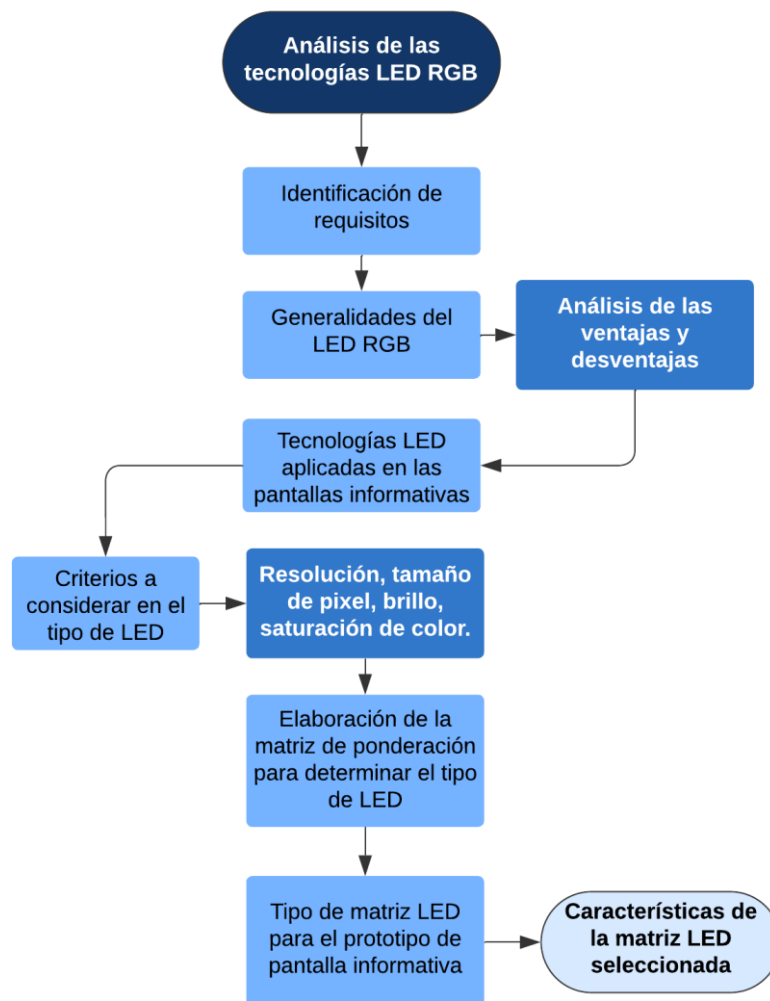 Análisis de las
tecnologías LED RGB
Identificación de
requisitos
Generalidades del
LED RGB
Análisis de las
ventajas y
desventajas
Tecnologías LED
aplicadas en las
pantallas informativas
Criterios a
considerar en el
tipo de LED
Resolución, tamaño
de pixel, brillo,
saturación de color.
Elaboración de la
matriz de ponderación
para determinar el tipo
de LED
Tipo de matriz LED
para el prototipo de
pantalla informativa
Características de
la matriz LED
seleccionada